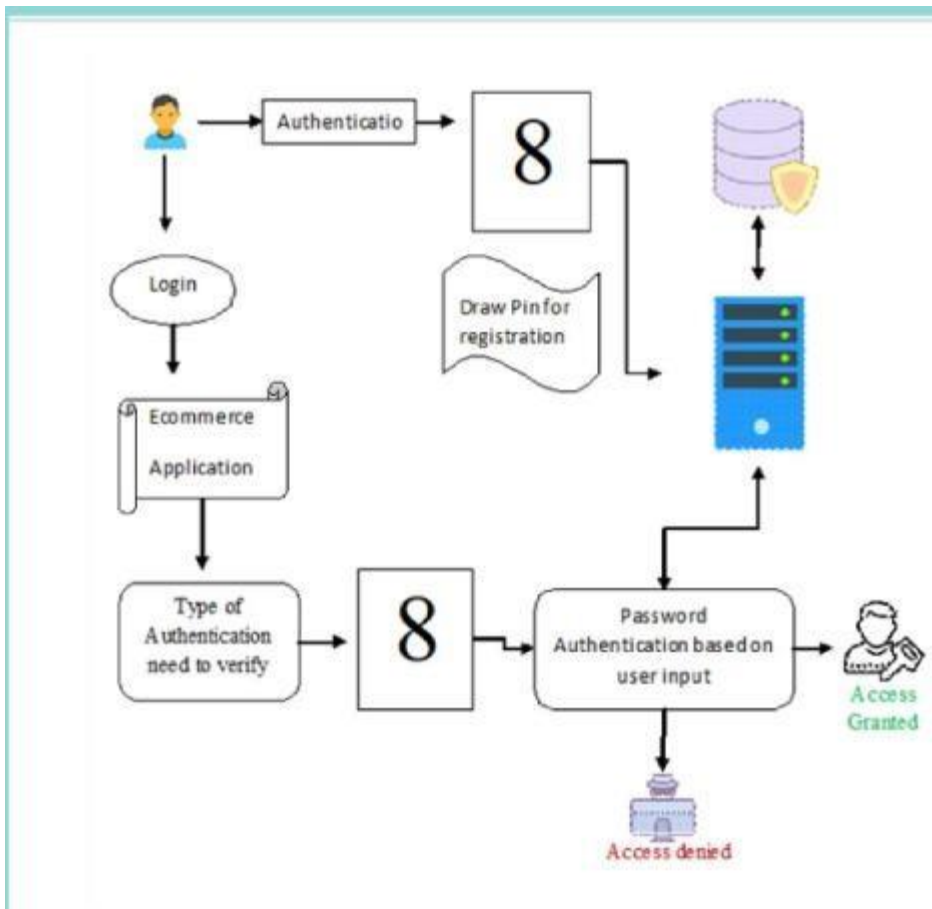 Authenticatio
8
Draw Pin for
registration
Login
Ecommerce
Application
Type of
Authentication
need to verify
8
Password
Authentication based on
user input
Access
Granted
Access denied